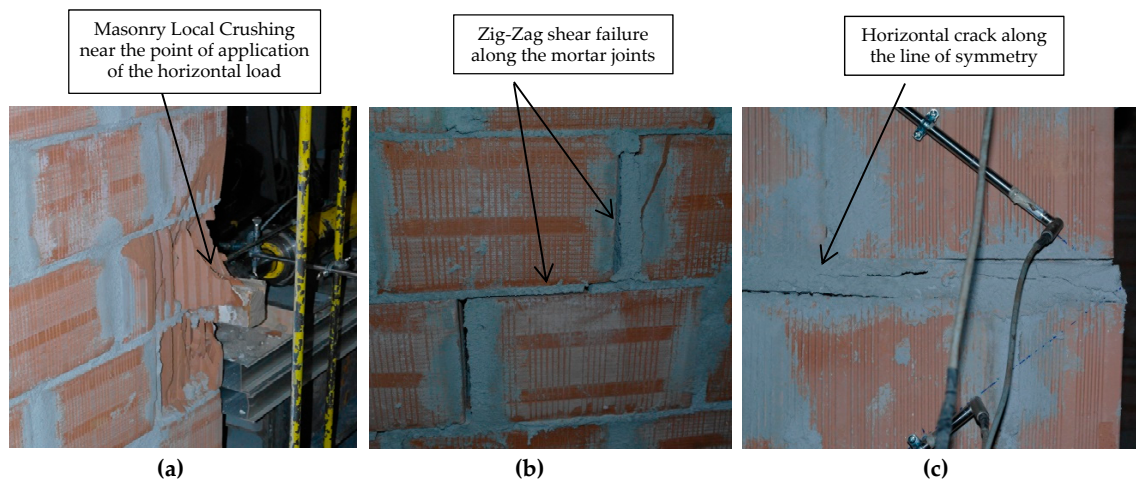 Masonry Local Crushing
near the point of application
of the horizontal load
Zig-Zag shear failure
along the mortar joints
Horizontal crack along
the line of symmetry
(a)
(b)
(c)